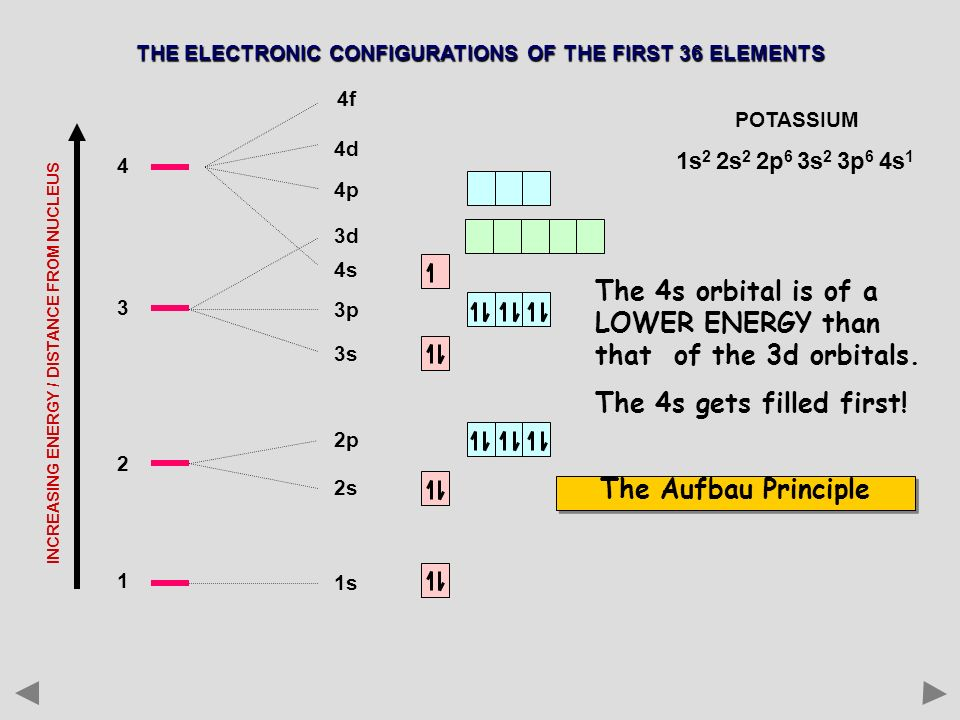 THE ELECTRONIC CONFIGURATIONS OF THE FIRST 36 ELEMENTS
INCREASING ENERGY / DISTANCE FROM NUCLEUS
4
3
2
1
4f
4d
4p
3d
4s
3p
3s
2p
2s
1s
POTASSIUM
1s² 2s² 2p⁶ 3s² 3p⁶ 4s¹
The 4s orbital is of a
LOWER ENERGY than
that of the 3d orbitals.
The 4s gets filled first!
The Aufbau Principle